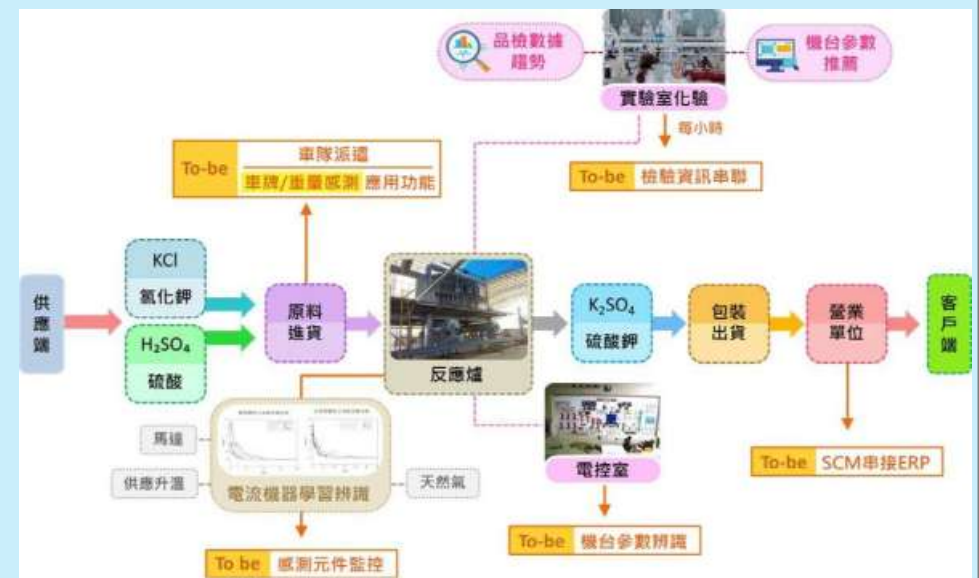 品檢數據
趨勢
機台參數
推薦
實驗室化驗
每小時
To-be 檢驗資訊串聯
To-be 車隊派遣
車牌/重量感測 應用功能
供應端
KCl
氯化鉀
H₂SO₄
硫酸
原料
進貨
反應爐
K₂SO₄
硫酸鉀
包裝
出貨
營業
單位
客戶端
馬達
供應升溫
天然氣
電流機器學習辨識
To be 感測元件監控
電控室
To-be 機台參數辨識
To-be SCM串接ERP